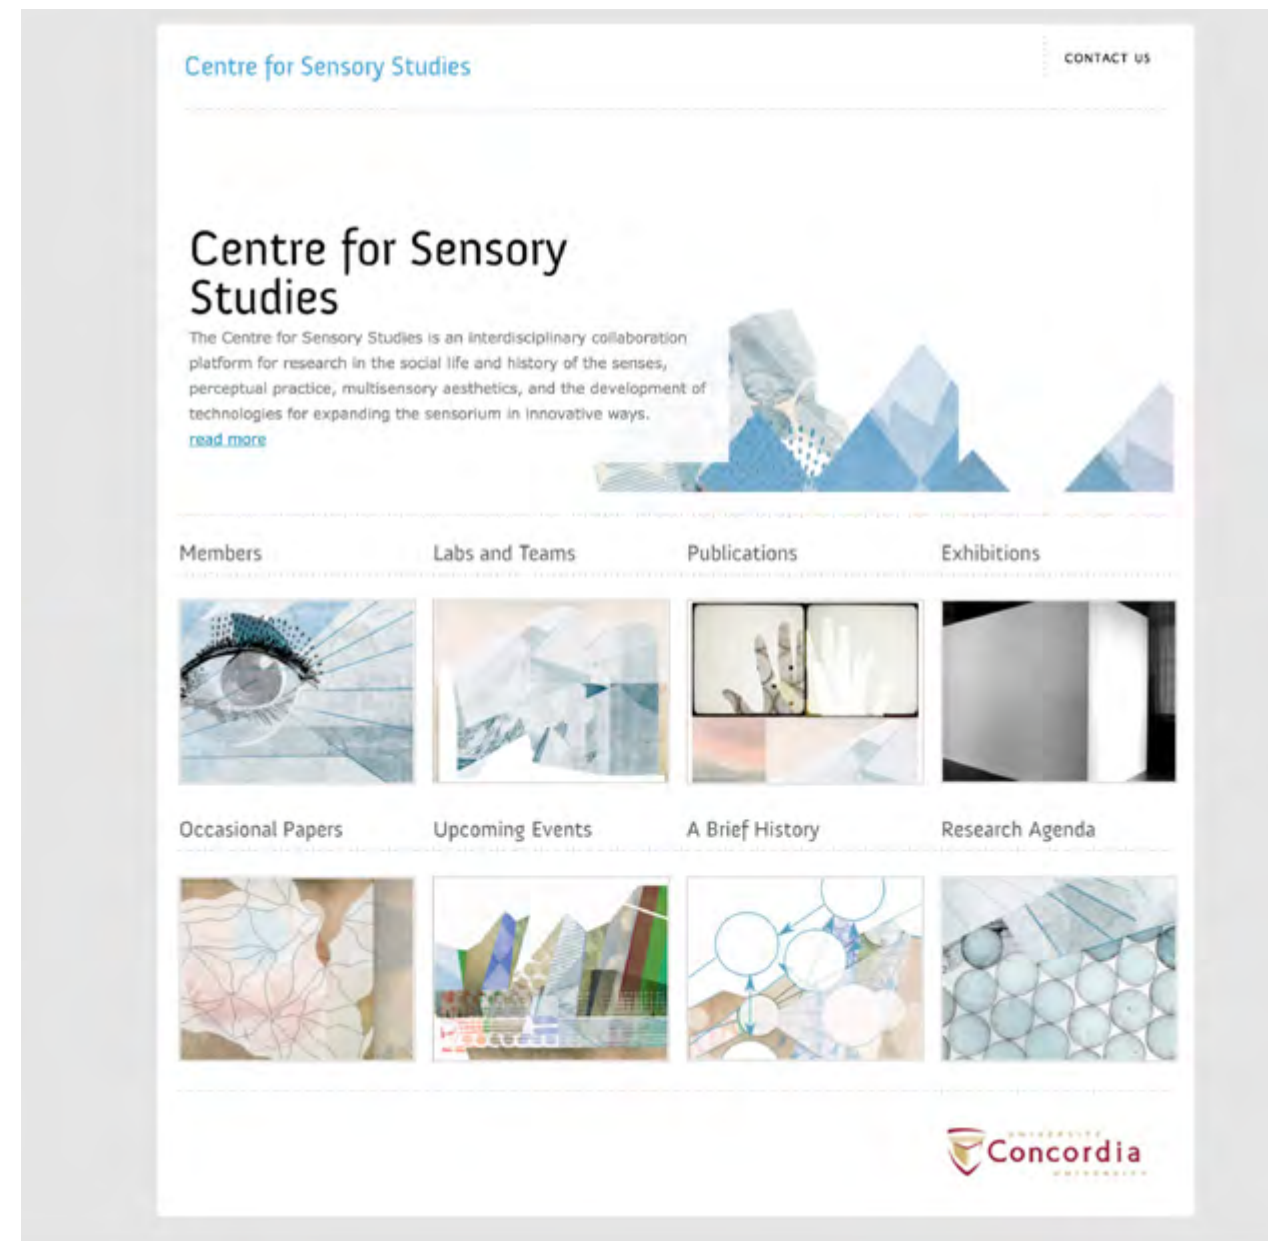 Centre for Sensory Studies
CONTACT US
Centre for Sensory
Studies
The Centre for Sensory Studies is an interdisciplinary collaboration
platform for research in the social life and history of the senses,
perceptual practice, multisensory aesthetics, and the development of
technologies for expanding the sensorium in innovative ways.
read more
Members
Labs and Teams
Publications
Exhibitions
Occasional Papers
Upcoming Events
A Brief History
Research Agenda
UNIVERSITÉ
Concordia
UNIVERSITY